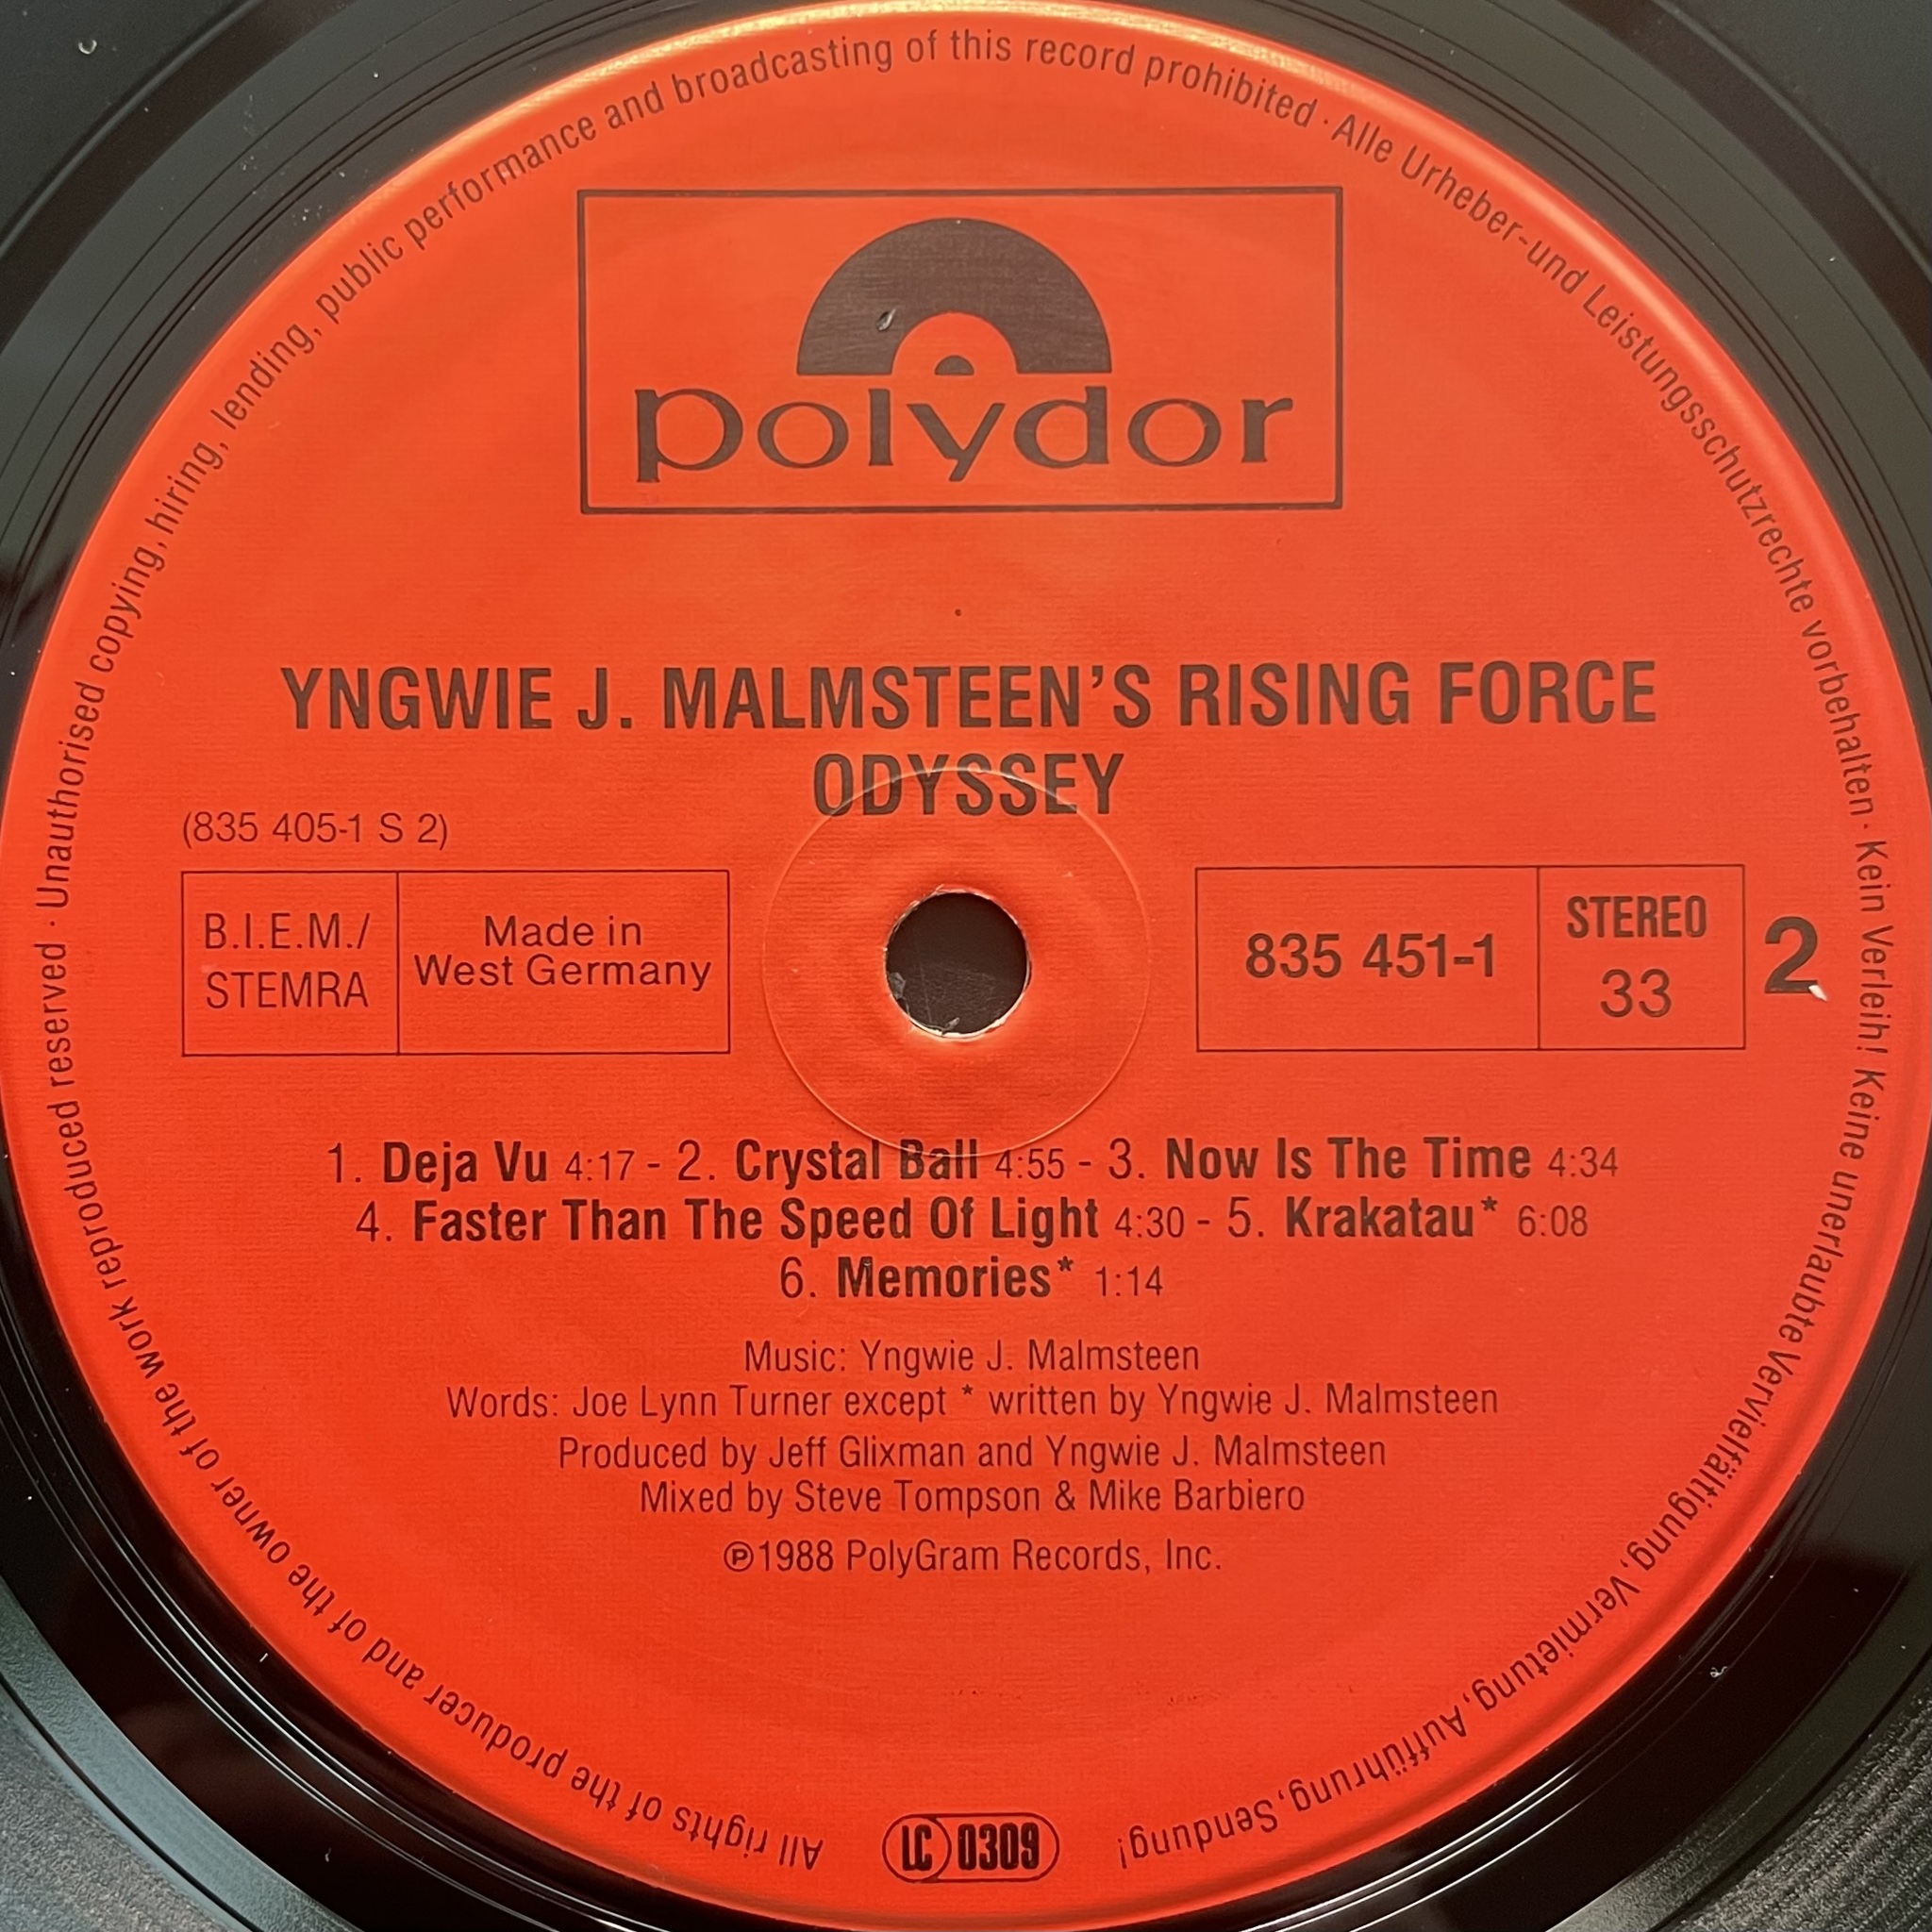 polydor
YNGWIE J. MALMSTEEN'S RISING FORCE
ODYSSEY
(835 405-1 S 2)
B.I.E.M./
STEMRA
Made in
West Germany
835 451-1
STEREO
33
2
1. Deja Vu 4:17 - 2. Crystal Ball 4:55 - 3. Now Is The Time 4:34
4. Faster Than The Speed Of Light 4:30 - 5. Krakatau* 6:08
6. Memories* 1:14
Music: Yngwie J. Malmsteen
Words: Joe Lynn Turner except * written by Yngwie J. Malmsteen
Produced by Jeff Glixman and Yngwie J. Malmsteen
Mixed by Steve Tompson & Mike Barbiero
℗1988 PolyGram Records, Inc.
LC 0309
All rights of the producer and of the owner of the work reproduced reserved · Unauthorised copying, hiring, lending, public performance and broadcasting of this record prohibited · Alle Urheber-und Leistungsschutzrechte vorbehalten · Kein Verleih! Keine unerlaubte Vervielfältigung, Vermietung, Aufführung, Sendung!